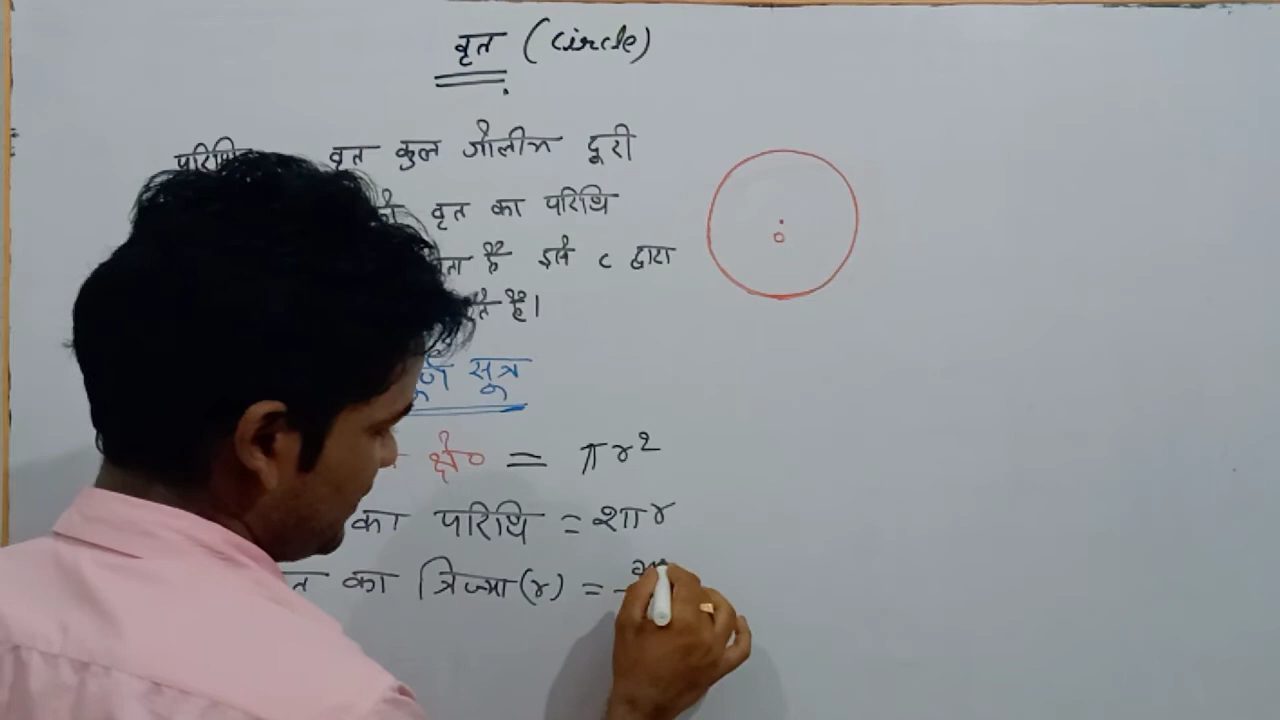 वृत (Circle)
परिधि वृत कुल गोलीय दूरी
को वृत का परिधि
है इसे c द्वारा
है।
सूत्र
क्षे० = πr²
का परिधि = 2πr
का त्रिज्या (r) =
o